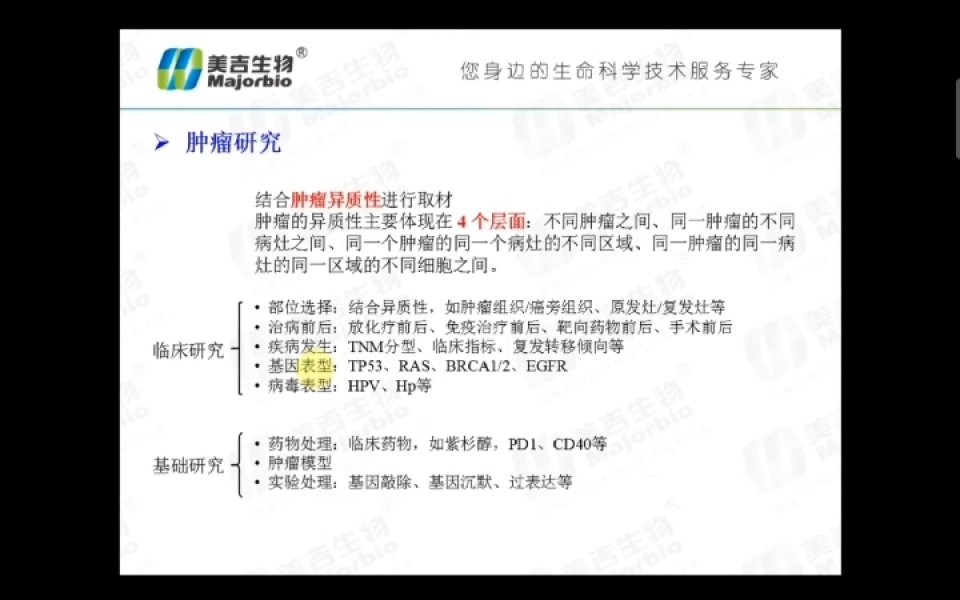 美吉生物®
Majorbio
您身边的生命科学技术服务专家
➢ 肿瘤研究
结合肿瘤异质性进行取材
肿瘤的异质性主要体现在 4 个层面：不同肿瘤之间、同一肿瘤的不同
病灶之间、同一个肿瘤的同一个病灶的不同区域、同一肿瘤的同一病
灶的同一区域的不同细胞之间。
临床研究
• 部位选择：结合异质性，如肿瘤组织/癌旁组织、原发灶/复发灶等
• 治病前后：放化疗前后、免疫治疗前后、靶向药物前后、手术前后
• 疾病发生：TNM分型、临床指标、复发转移倾向等
• 基因表型：TP53、RAS、BRCA1/2、EGFR
• 病毒表型：HPV、Hp等
基础研究
• 药物处理：临床药物，如紫杉醇，PD1、CD40等
• 肿瘤模型
• 实验处理：基因敲除、基因沉默、过表达等